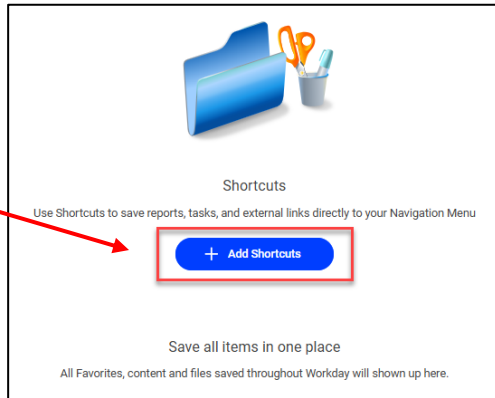 Shortcuts
Use Shortcuts to save reports, tasks, and external links directly to your Navigation Menu
+ Add Shortcuts
Save all items in one place
All Favorites, content and files saved throughout Workday will shown up here.